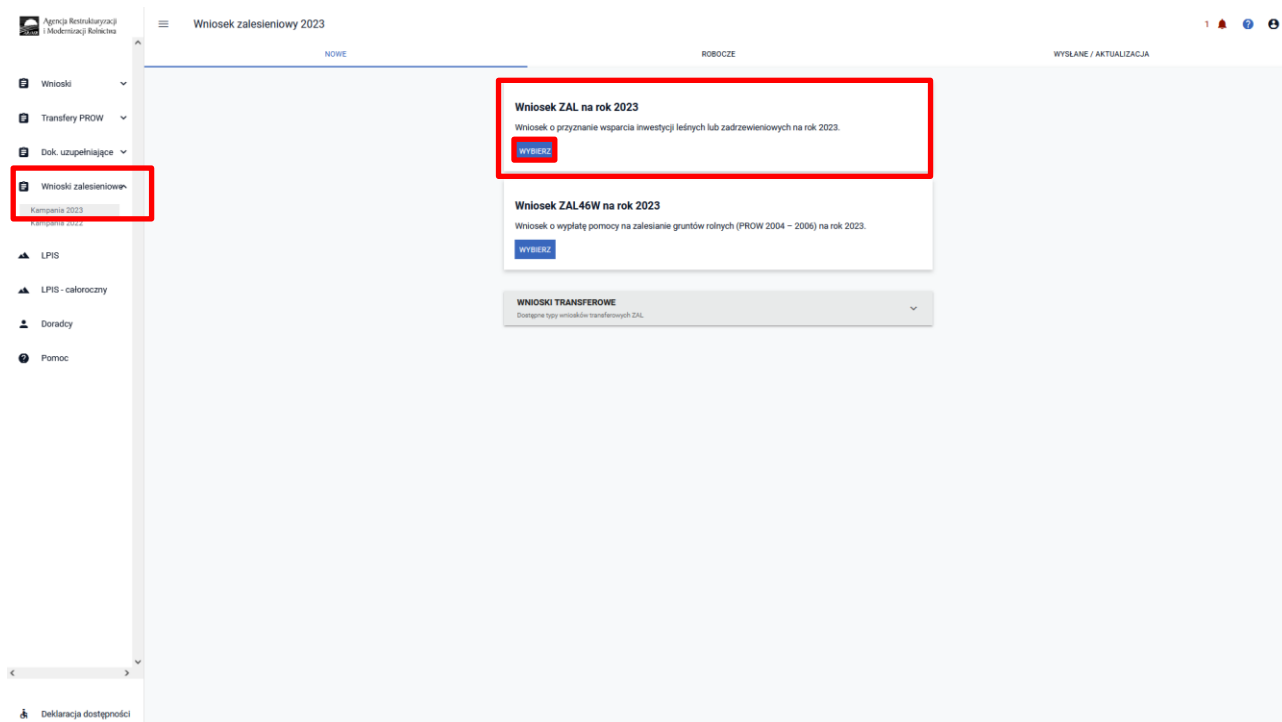 Agencja Restrukturyzacji
i Modernizacji Rolnictwa
Wniosek zalesieniowy 2023
1
NOWE
ROBOCZE
WYSŁANE / AKTUALIZACJA
Wnioski
Transfery PROW
Dok. uzupełniające
Wnioski zalesieniowe
Kampania 2023
Kampania 2022
LPIS
LPIS - całoroczny
Doradcy
Pomoc
Deklaracja dostępności
Wniosek ZAL na rok 2023
Wniosek o przyznanie wsparcia inwestycji leśnych lub zadrzewieniowych na rok 2023.
WYBIERZ
Wniosek ZAL46W na rok 2023
Wniosek o wypłatę pomocy na zalesianie gruntów rolnych (PROW 2004 – 2006) na rok 2023.
WYBIERZ
WNIOSKI TRANSFEROWE
Dostępne typy wniosków transferowych ZAL